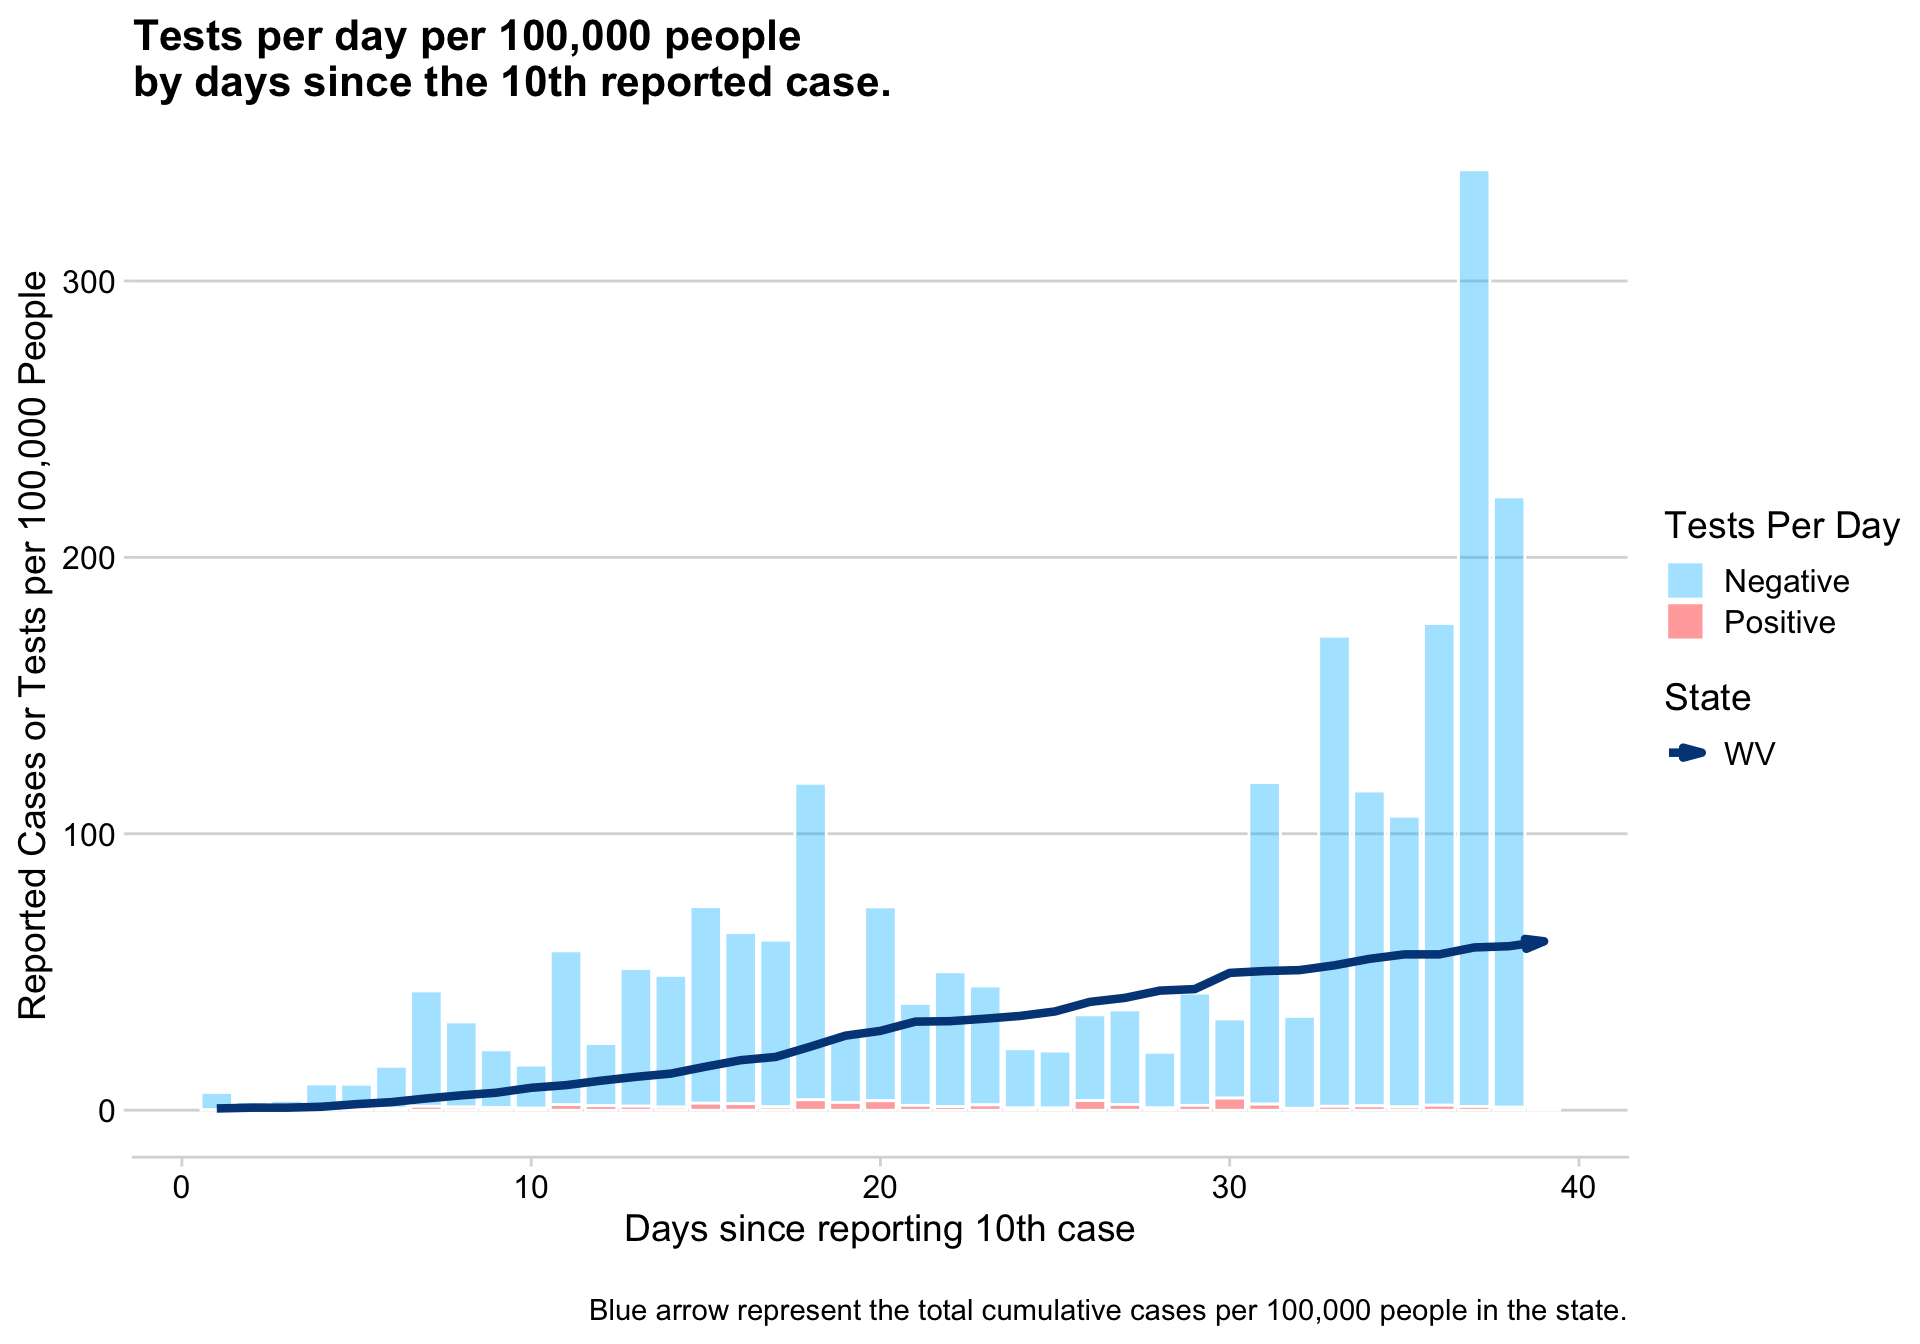 Tests per day per 100,000 people
by days since the 10th reported case.
Reported Cases or Tests per 100,000 People
300
200
100
0
0 10 20 30 40
Days since reporting 10th case
Tests Per Day
Negative
Positive
State
WV
Blue arrow represent the total cumulative cases per 100,000 people in the state.